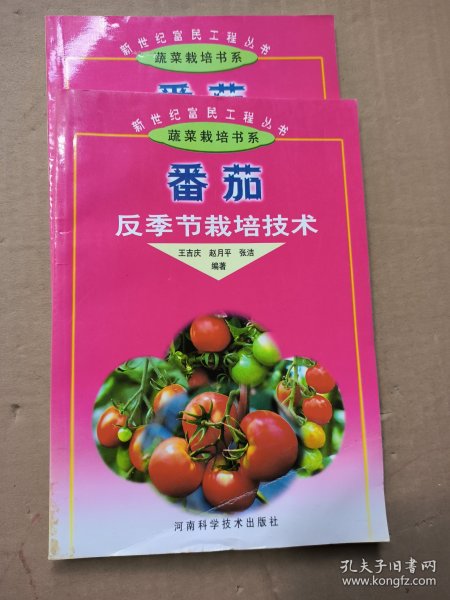 新世纪富民工程丛书
蔬菜栽培书系
番茄
新世纪富民工程丛书
蔬菜栽培书系
番茄
反季节栽培技术
王吉庆 赵月平 张洁
编著
河南科学技术出版社
孔夫子旧书网
www.kongfz.com